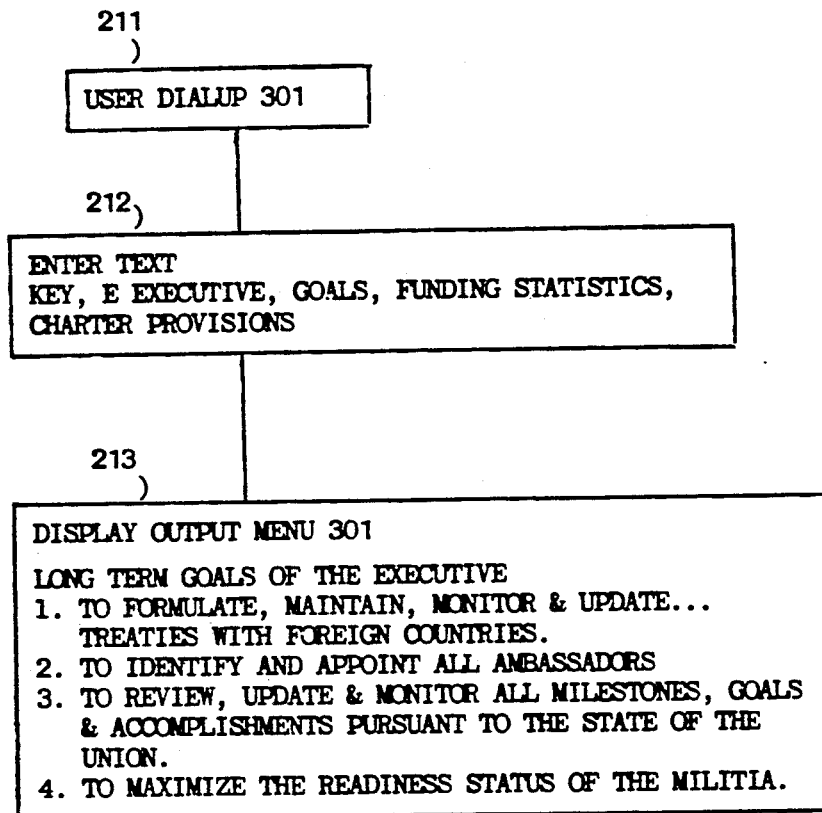 211
USER DIALUP 301
212
ENTER TEXT
KEY, E EXECUTIVE, GOALS, FUNDING STATISTICS,
CHARTER PROVISIONS
213
DISPLAY OUTPUT MENU 301
LONG TERM GOALS OF THE EXECUTIVE
1. TO FORMULATE, MAINTAIN, MONITOR & UPDATE...
TREATIES WITH FOREIGN COUNTRIES.
2. TO IDENTIFY AND APPOINT ALL AMBASSADORS
3. TO REVIEW, UPDATE & MONITOR ALL MILESTONES, GOALS
& ACCOMPLISHMENTS PURSUANT TO THE STATE OF THE
UNION.
4. TO MAXIMIZE THE READINESS STATUS OF THE MILITIA.